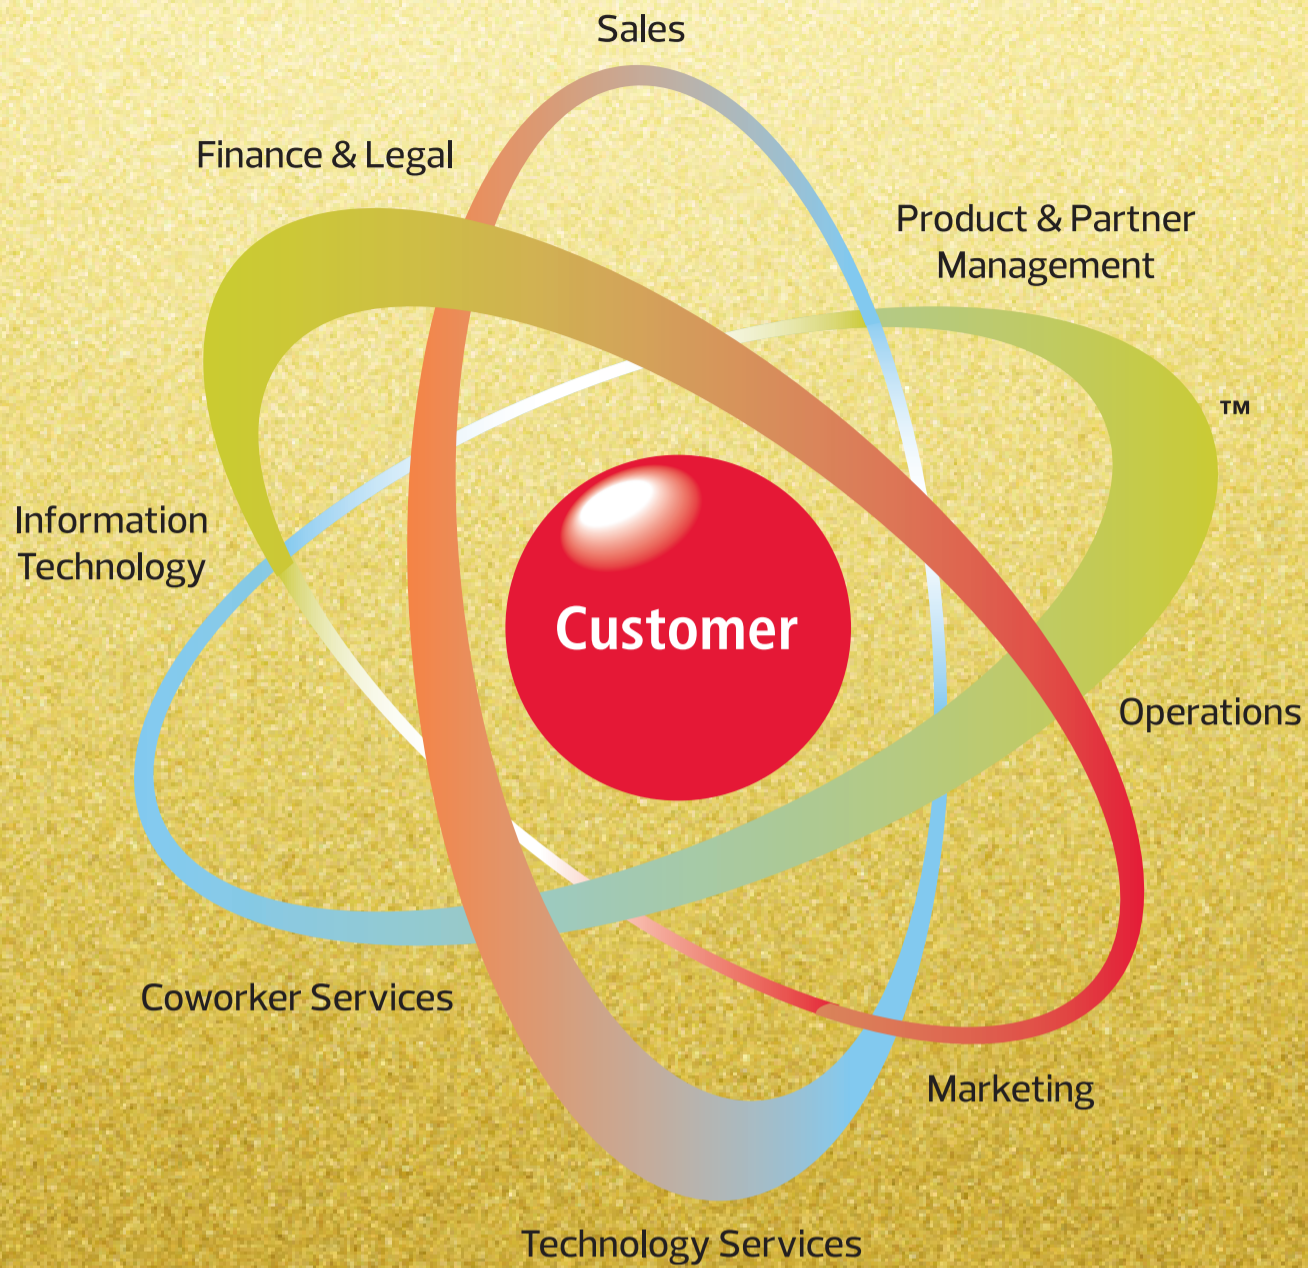 Sales
Finance & Legal
Product & Partner
Management
™
Information
Technology
Customer
Operations
Coworker Services
Marketing
Technology Services